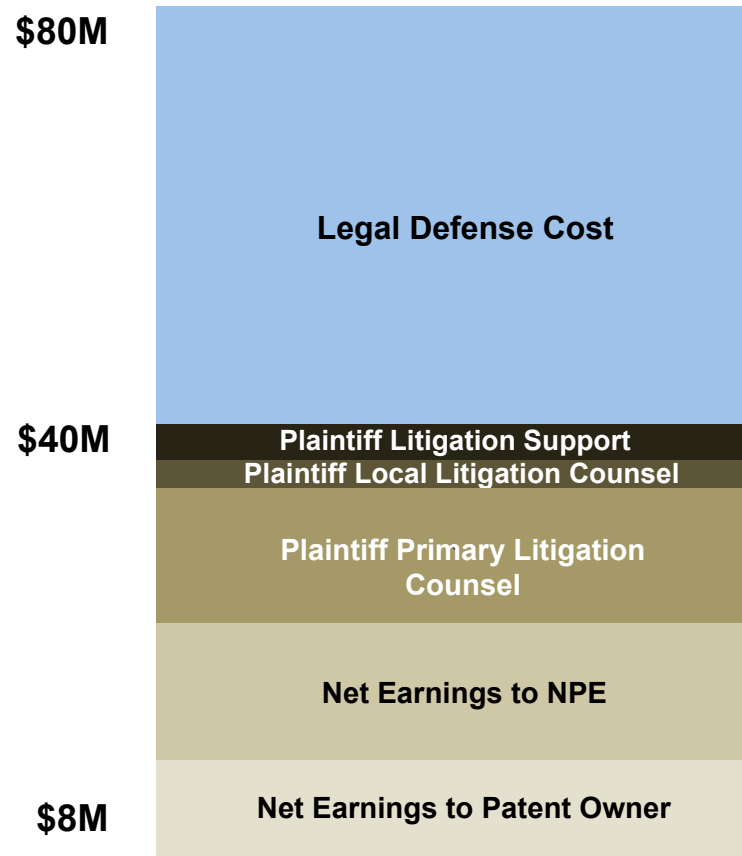 $80M
Legal Defense Cost
$40M
Plaintiff Litigation Support
Plaintiff Local Litigation Counsel
Plaintiff Primary Litigation
Counsel
Net Earnings to NPE
Net Earnings to Patent Owner
$8M